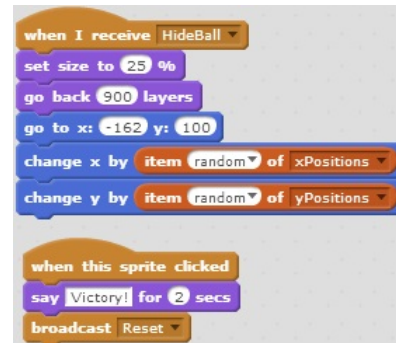 when I receive HideBall
set size to 25 %
go back 900 layers
go to x: -162 y: 100
change x by item random of xPositions
change y by item random of yPositions
when this sprite clicked
say Victory! for 2 secs
broadcast Reset